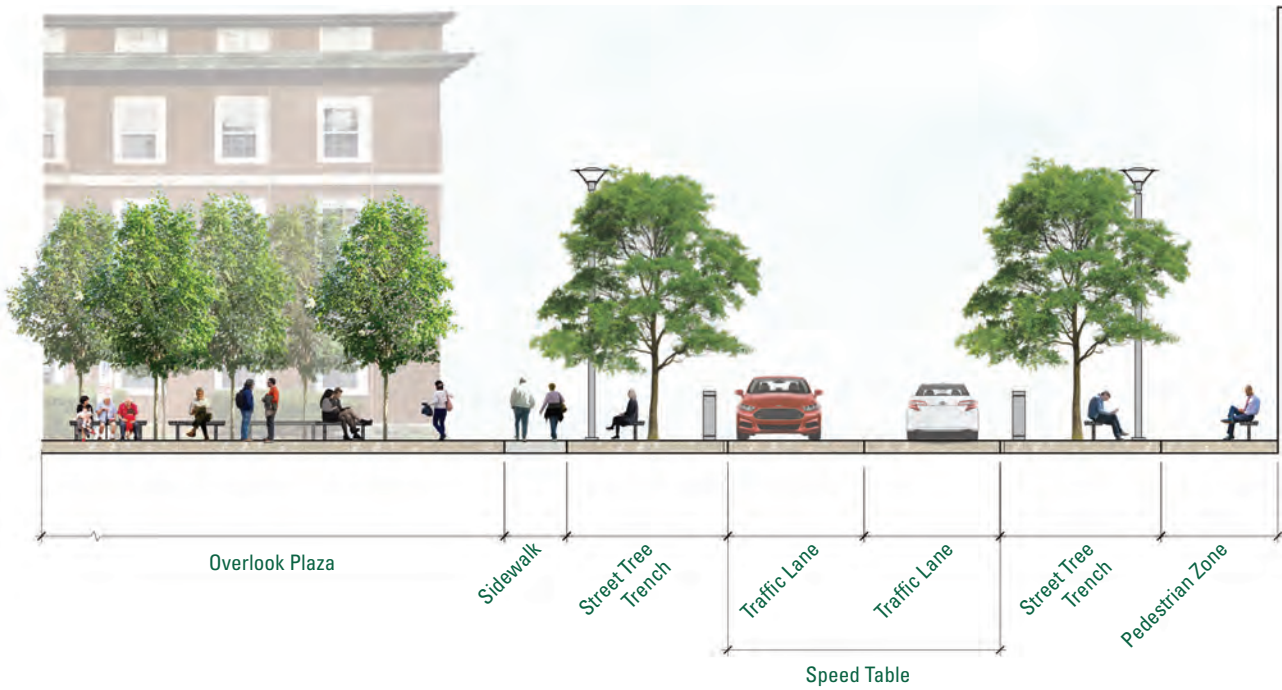 Overlook Plaza
Sidewalk
Street Tree
Trench
Traffic Lane
Traffic Lane
Street Tree
Trench
Pedestrian Zone
Speed Table